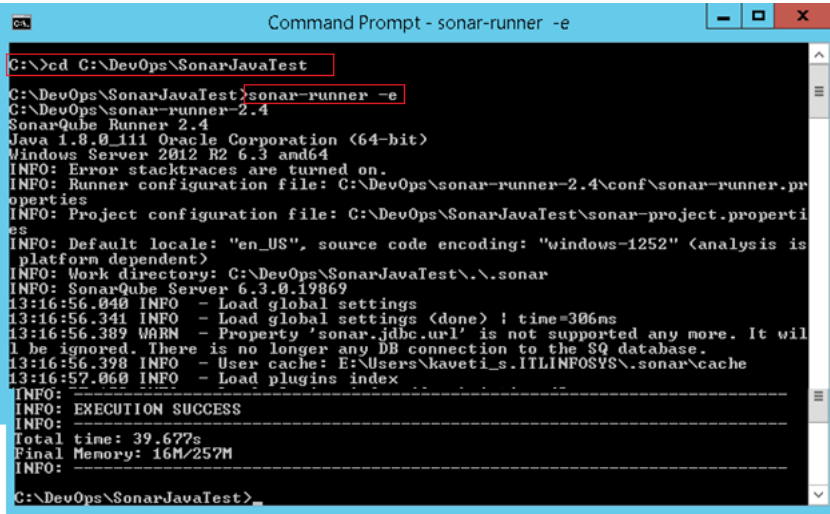 Command Prompt - sonar-runner -e
C:\>cd C:\DevOps\SonarJavaTest
C:\DevOps\SonarJavaTest>sonar-runner -e
C:\DevOps\sonar-runner-2.4
SonarQube Runner 2.4
Java 1.8.0_111 Oracle Corporation (64-bit)
Windows Server 2012 R2 6.3 amd64
INFO: Error stacktraces are turned on.
INFO: Runner configuration file: C:\DevOps\sonar-runner-2.4\conf\sonar-runner.pr
operties
INFO: Project configuration file: C:\DevOps\SonarJavaTest\sonar-project.properti
es
INFO: Default locale: "en_US", source code encoding: "windows-1252" (analysis is
 platform dependent)
INFO: Work directory: C:\DevOps\SonarJavaTest\.\.sonar
INFO: SonarQube Server 6.3.0.19869
13:16:56.040 INFO  - Load global settings
13:16:56.341 INFO  - Load global settings (done) | time=306ms
13:16:56.389 WARN  - Property 'sonar.jdbc.url' is not supported any more. It wil
l be ignored. There is no longer any DB connection to the SQ database.
13:16:56.398 INFO  - User cache: E:\Users\kaveti_s.ITLINFOSYS\.sonar\cache
13:16:57.060 INFO  - Load plugins index
INFO: ------------------------------------------------------------------------
INFO: EXECUTION SUCCESS
INFO: ------------------------------------------------------------------------
Total time: 39.677s
Final Memory: 16M/257M
INFO: ------------------------------------------------------------------------
C:\DevOps\SonarJavaTest>_